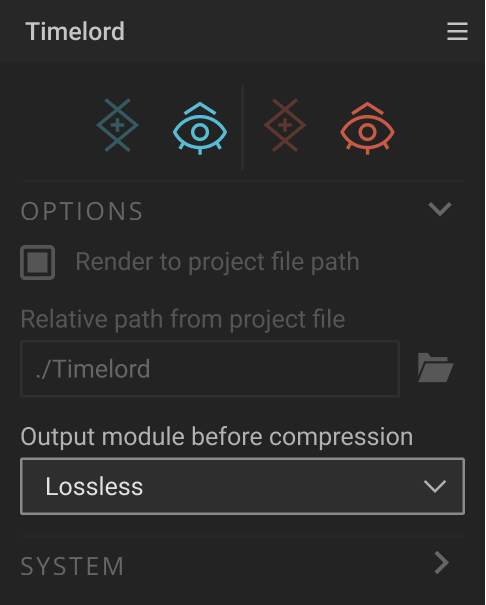 Timelord
OPTIONS
Render to project file path
Relative path from project file
./Timelord
Output module before compression
Lossless
SYSTEM